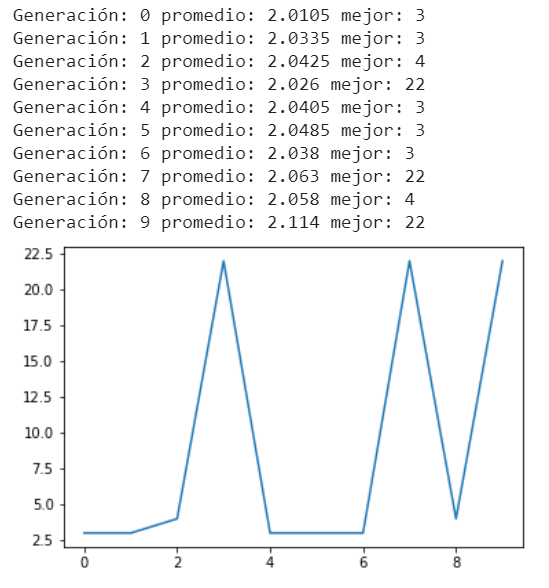 Generación: 0 promedio: 2.0105 mejor: 3
Generación: 1 promedio: 2.0335 mejor: 3
Generación: 2 promedio: 2.0425 mejor: 4
Generación: 3 promedio: 2.026 mejor: 22
Generación: 4 promedio: 2.0405 mejor: 3
Generación: 5 promedio: 2.0485 mejor: 3
Generación: 6 promedio: 2.038 mejor: 3
Generación: 7 promedio: 2.063 mejor: 22
Generación: 8 promedio: 2.058 mejor: 4
Generación: 9 promedio: 2.114 mejor: 22
22.5
20.0
17.5
15.0
12.5
10.0
7.5
5.0
2.5
0 2 4 6 8